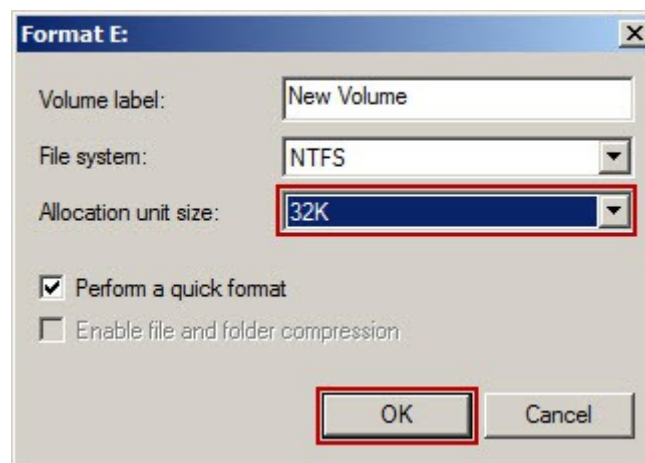 Format E:
Volume label: New Volume
File system: NTFS
Allocation unit size: 32K
Perform a quick format
Enable file and folder compression
OK Cancel